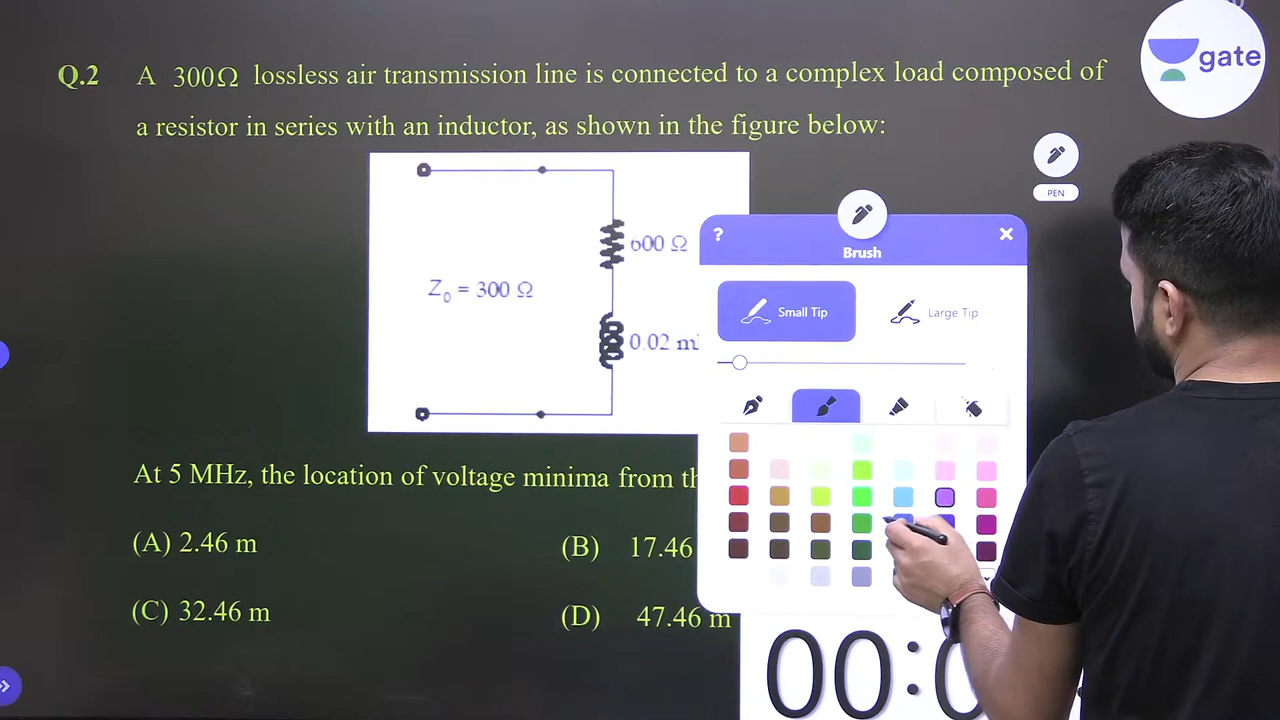 Q.2 A 300Ω lossless air transmission line is connected to a complex load composed of
a resistor in series with an inductor, as shown in the figure below:
gate
PEN
?
Brush
600 Ω
Z₀ = 300 Ω
Small Tip
Large Tip
0.02
At 5 MHz, the location of voltage minima from
(A) 2.46 m
(B) 17.46
(C) 32.46 m
(D) 47.46 m
00: